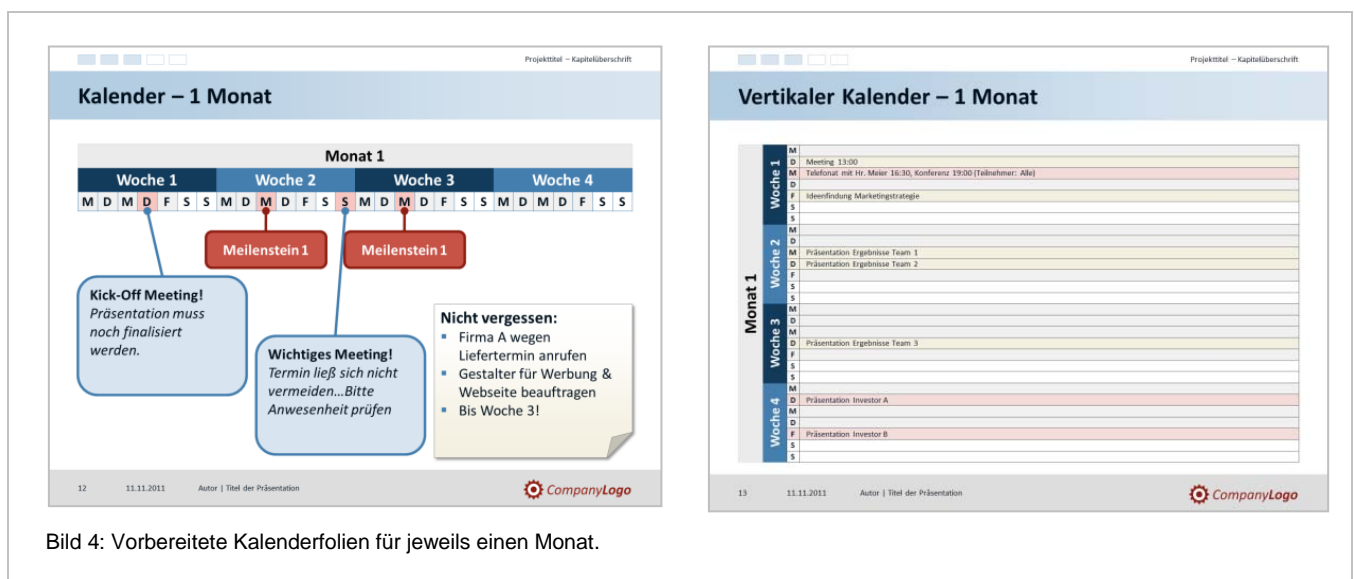 Projekttitel – Kapitelüberschrift
Kalender – 1 Monat
Monat 1
Woche 1 Woche 2 Woche 3 Woche 4
M D M D F S S M D M D F S S M D M D F S S M D M D F S S
Meilenstein 1 Meilenstein 1
Kick-Off Meeting!
Präsentation muss
noch finalisiert
werden.
Wichtiges Meeting!
Termin ließ sich nicht
vermeiden...Bitte
Anwesenheit prüfen
Nicht vergessen:
▪ Firma A wegen
Liefertermin anrufen
▪ Gestalter für Werbung &
Webseite beauftragen
▪ Bis Woche 3!
12 11.11.2011 Autor | Titel der Präsentation CompanyLogo
Projekttitel – Kapitelüberschrift
Vertikaler Kalender – 1 Monat
Monat 1
Woche 1
M
D Meeting 13:00
M Telefonat mit Hr. Meier 16:30, Konferenz 19:00 (Teilnehmer: Alle)
D
F Ideenfindung Marketingstrategie
S
S
Woche 2
M
D
M Präsentation Ergebnisse Team 1
D Präsentation Ergebnisse Team 2
F
S
S
Woche 3
M
D
M
D Präsentation Ergebnisse Team 3
F
S
S
Woche 4
M
D Präsentation Investor A
M
D
F Präsentation Investor B
S
S
13 11.11.2011 Autor | Titel der Präsentation CompanyLogo
Bild 4: Vorbereitete Kalenderfolien für jeweils einen Monat.